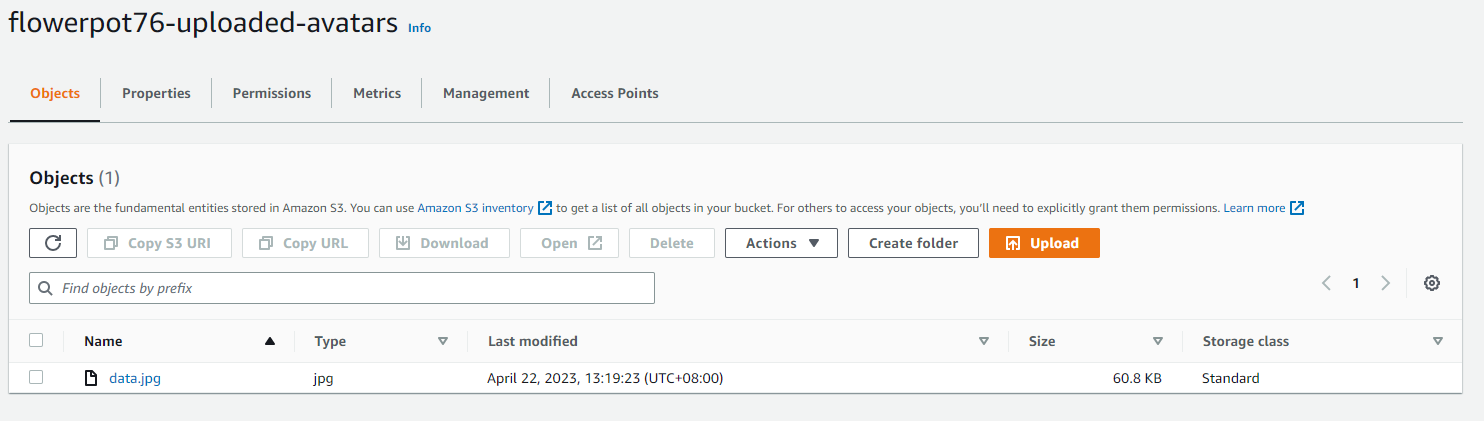 flowerpot76-uploaded-avatars Info
Objects Properties Permissions Metrics Management Access Points
Objects (1)
Objects are the fundamental entities stored in Amazon S3. You can use Amazon S3 inventory to get a list of all objects in your bucket. For others to access your objects, you'll need to explicitly grant them permissions. Learn more
Copy S3 URI Copy URL Download Open Delete Actions Create folder Upload
Find objects by prefix 1
Name Type Last modified Size Storage class
data.jpg jpg April 22, 2023, 13:19:23 (UTC+08:00) 60.8 KB Standard